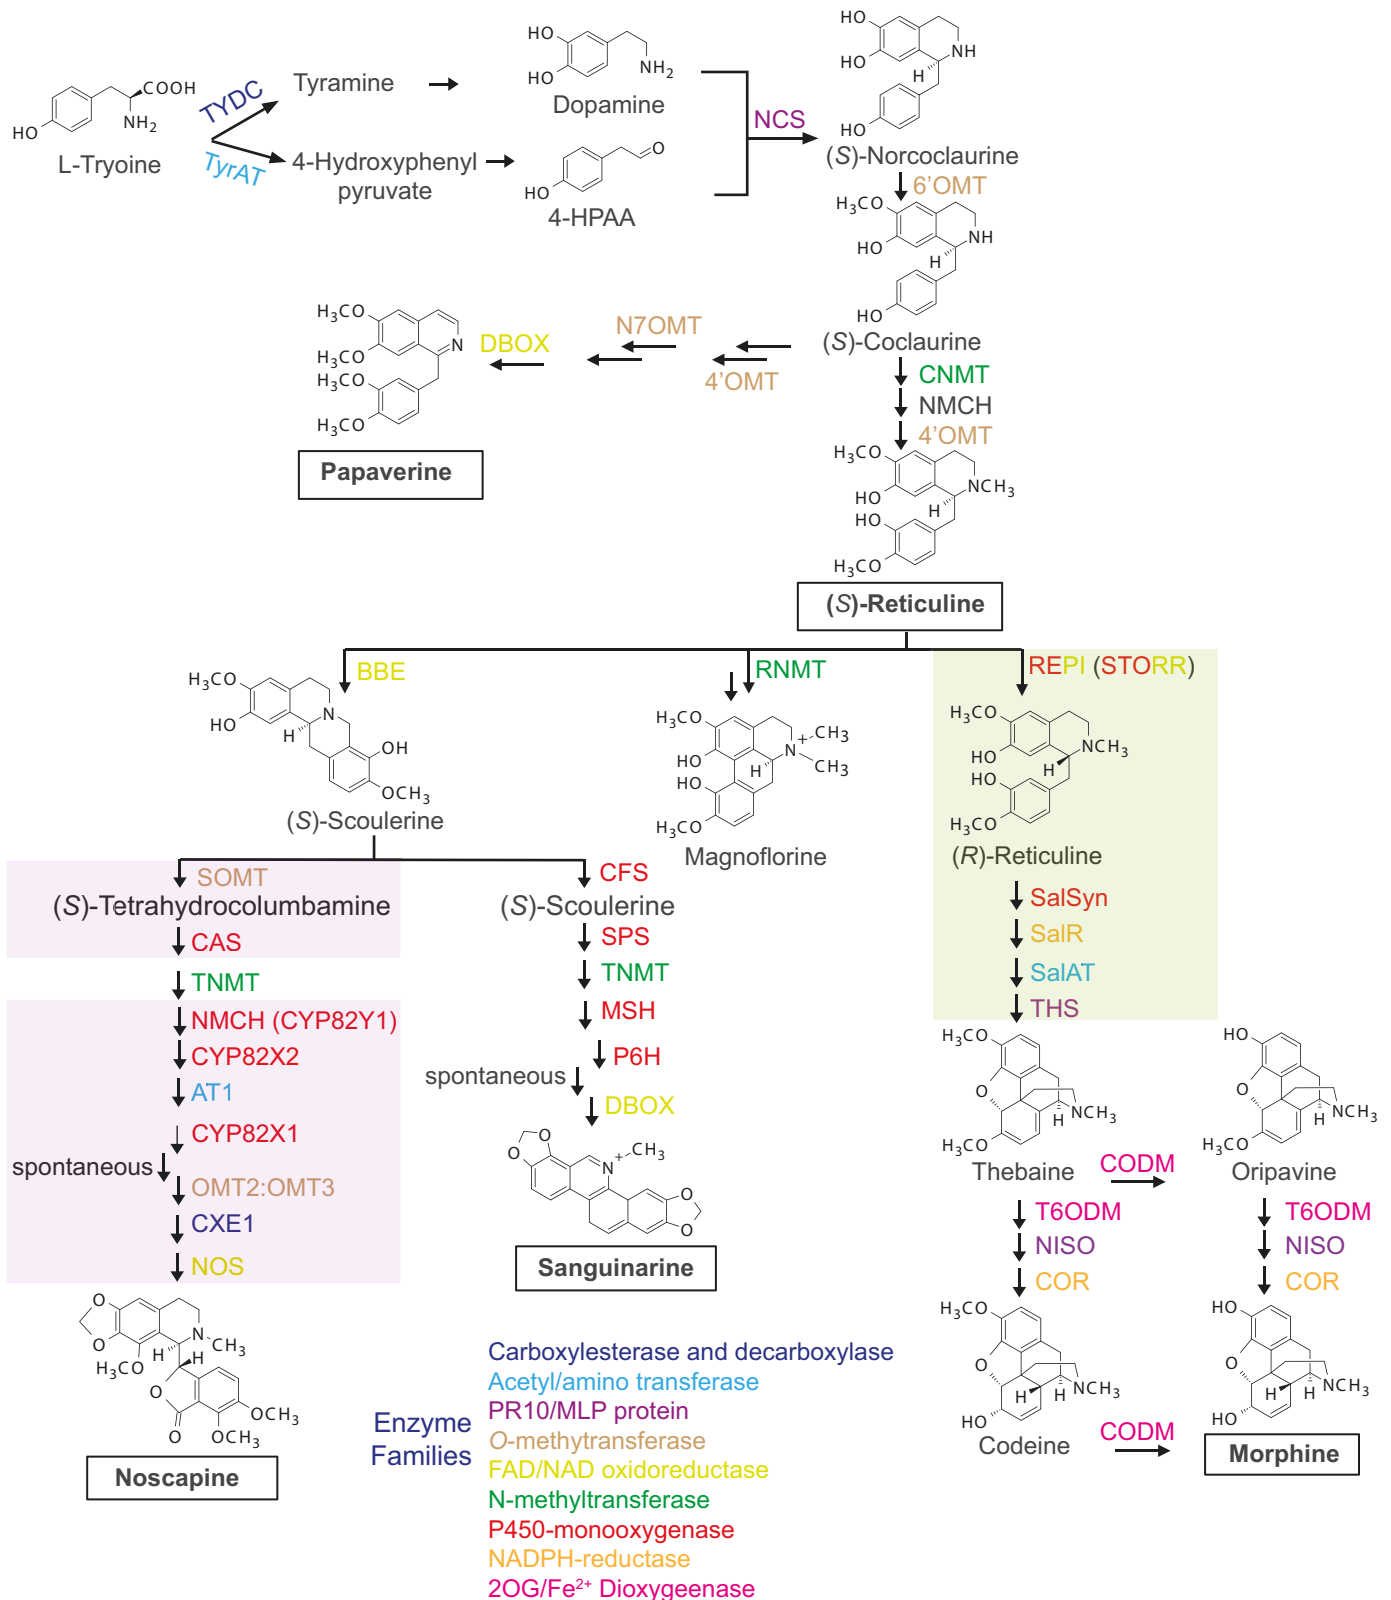 L-Tryoine
HO
COOH
NH2
TYDC
TyrAT
Tyramine
4-Hydroxyphenyl
pyruvate
HO
HO
NH2
Dopamine
O
HO
4-HPAA
NCS
HO
HO
NH
H
HO
(S)-Norcoclaurine
6’OMT
H3CO
HO
NH
H
HO
(S)-Coclaurine
N7OMT
4’OMT
DBOX
H3CO
H3CO
N
H3CO
H3CO
Papaverine
CNMT
NMCH
4’OMT
H3CO
HO
NCH3
H
HO
H3CO
(S)-Reticuline
BBE
RNMT
REPI (STORR)
H3CO
HO
N
H
OH
OCH3
(S)-Scoulerine
H3CO
HO
N
+
CH3
CH3
H
HO
H3CO
Magnoflorine
H3CO
HO
NCH3
H
HO
H3CO
(R)-Reticuline
SOMT
(S)-Tetrahydrocolumbamine
CAS
TNMT
NMCH (CYP82Y1)
CYP82X2
AT1
CYP82X1
spontaneous
OMT2:OMT3
CXE1
NOS
O
O
N
CH3
H
H
H3CO
O
O
OCH3
OCH3
Noscapine
CFS
(S)-Scoulerine
SPS
TNMT
MSH
P6H
spontaneous
DBOX
O
O
N
+
CH3
O
O
Sanguinarine
SalSyn
SalR
SalAT
THS
H3CO
O
NCH3
H
H3CO
Thebaine
CODM
HO
O
NCH3
H
H3CO
Oripavine
T6ODM
NISO
COR
T6ODM
NISO
COR
H3CO
O
NCH3
H
H
HO
Codeine
CODM
HO
O
NCH3
H
H
HO
Morphine
Enzyme
Families
Carboxylesterase and decarboxylase
Acetyl/amino transferase
PR10/MLP protein
O-methytransferase
FAD/NAD oxidoreductase
N-methyltransferase
P450-monooxygenase
NADPH-reductase
2OG/Fe2+ Dioxygeenase